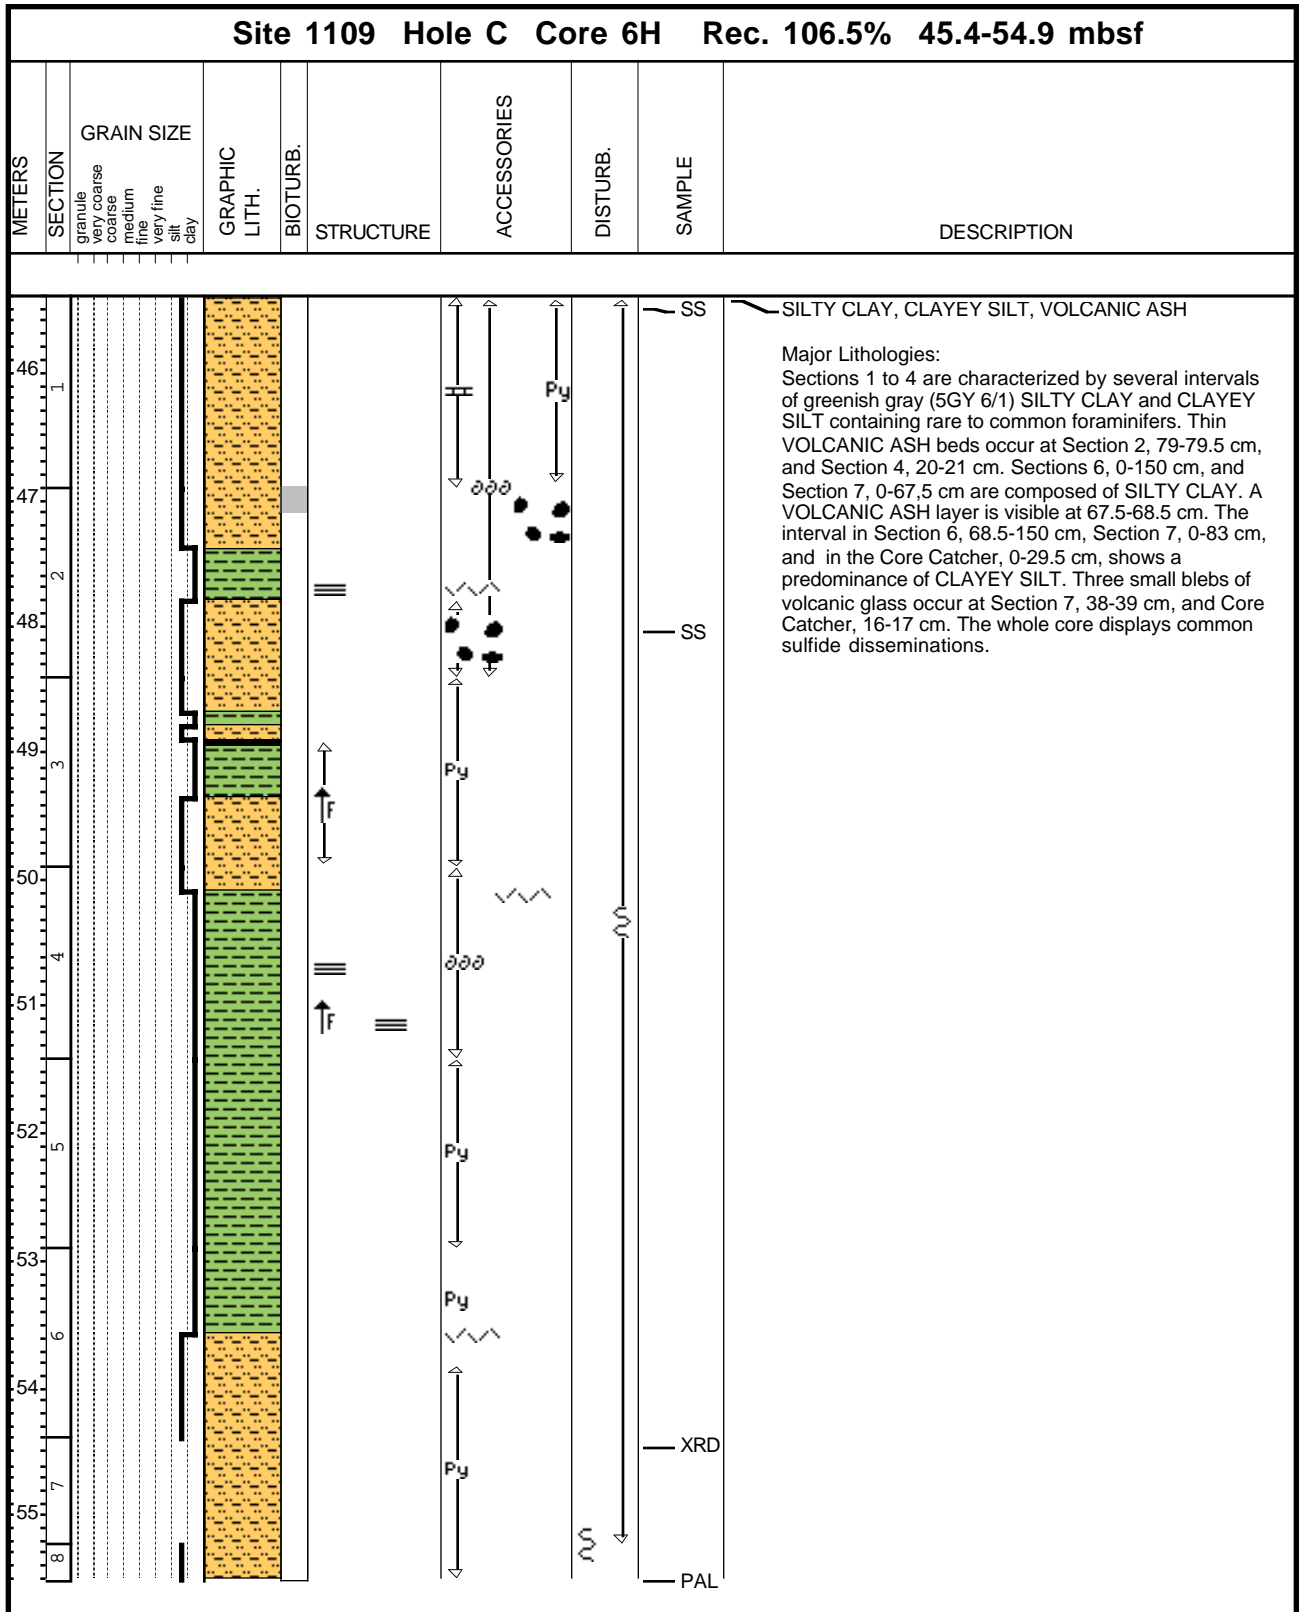 Site 1109 Hole C Core 6H Rec. 106.5% 45.4-54.9 mbsf
METERS
SECTION
GRAIN SIZE
granule
very coarse
coarse
medium
fine
very fine
silt
clay
GRAPHIC
LITH.
BIOTURB.
STRUCTURE
ACCESSORIES
DISTURB.
SAMPLE
DESCRIPTION
SS
SILTY CLAY, CLAYEY SILT, VOLCANIC ASH
Major Lithologies:
Sections 1 to 4 are characterized by several intervals
of greenish gray (5GY 6/1) SILTY CLAY and CLAYEY
SILT containing rare to common foraminifers. Thin
VOLCANIC ASH beds occur at Section 2, 79-79.5 cm,
and Section 4, 20-21 cm. Sections 6, 0-150 cm, and
Section 7, 0-67,5 cm are composed of SILTY CLAY. A
VOLCANIC ASH layer is visible at 67.5-68.5 cm. The
interval in Section 6, 68.5-150 cm, Section 7, 0-83 cm,
and in the Core Catcher, 0-29.5 cm, shows a
predominance of CLAYEY SILT. Three small blebs of
volcanic glass occur at Section 7, 38-39 cm, and Core
Catcher, 16-17 cm. The whole core displays common
sulfide disseminations.
46
1
Py
47
2
48
SS
49
3
Py
F
50
4
51
F
52
5
Py
53
Py
6
54
XRD
Py
7
55
8
PAL